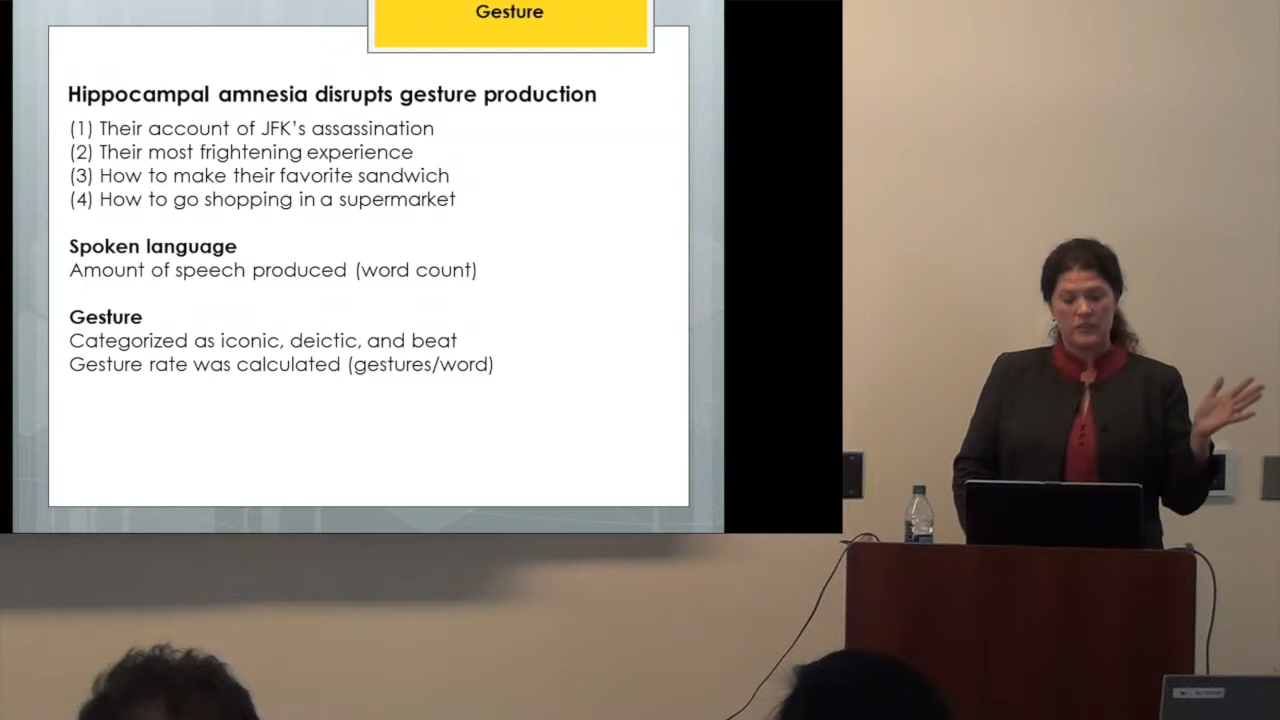 Gesture
Hippocampal amnesia disrupts gesture production
(1) Their account of JFK's assassination
(2) Their most frightening experience
(3) How to make their favorite sandwich
(4) How to go shopping in a supermarket
Spoken language
Amount of speech produced (word count)
Gesture
Categorized as iconic, deictic, and beat
Gesture rate was calculated (gestures/word)